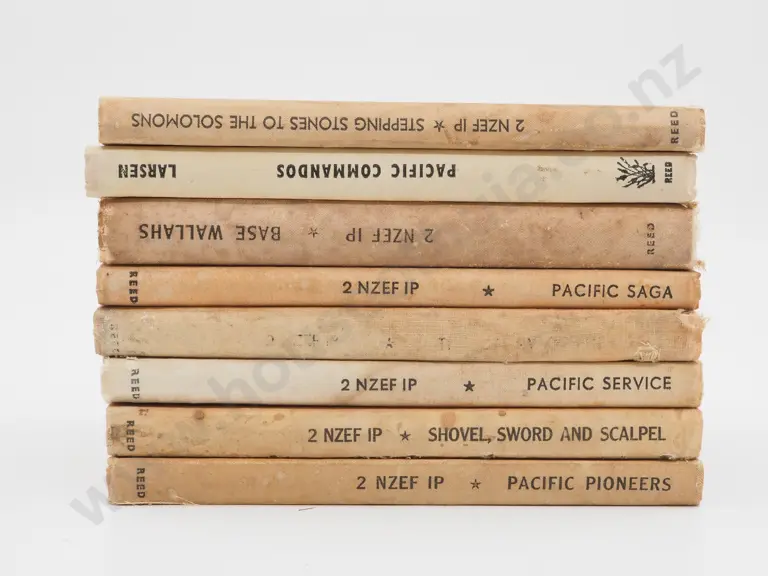 2 NZEF IP ★ STEPPING STONES TO THE SOLOMONS
REED
LARSEN PACIFIC COMMANDOS
REED
2 NZEF IP ★ BASE WALLAHS
REED
REED 2 NZEF IP ★ PACIFIC SAGA
REED
REED 2 NZEF IP ★ PACIFIC SERVICE
REED 2 NZEF IP ★ SHOVEL, SWORD AND SCALPEL
REED 2 NZEF IP ★ PACIFIC PIONEERS